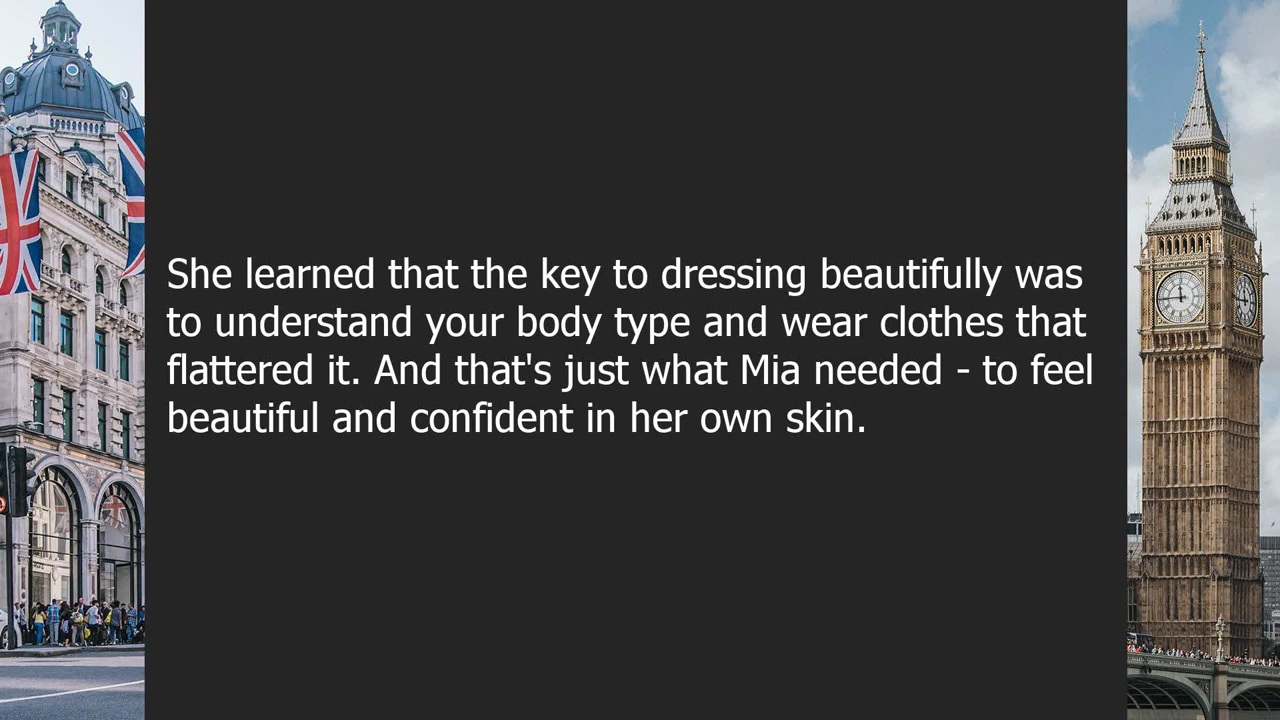 She learned that the key to dressing beautifully was
to understand your body type and wear clothes that
flattered it. And that's just what Mia needed - to feel
beautiful and confident in her own skin.